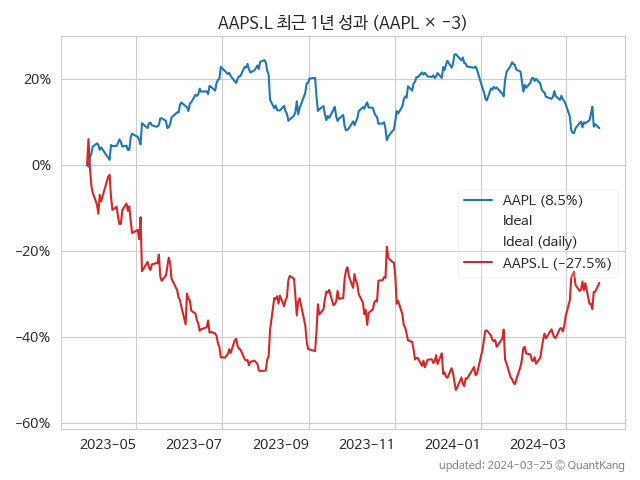 AAPS.L 최근 1년 성과 (AAPL × −3)
20%
0%
−20%
−40%
−60%
AAPL (8.5%)
Ideal
Ideal (daily)
AAPS.L (−27.5%)
2023-05
2023-07
2023-09
2023-11
2024-01
2024-03
updated: 2024-03-25 © QuantKang